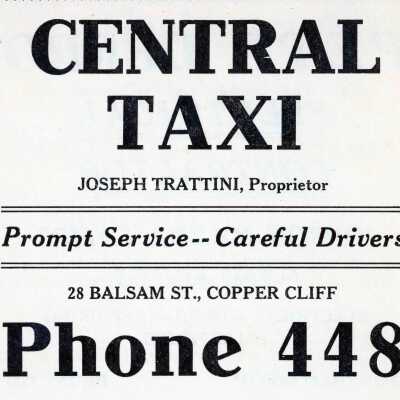 CENTRAL
TAXI
JOSEPH TRATTINI, Proprietor
Prompt Service -- Careful Drivers
28 BALSAM ST., COPPER CLIFF
Phone 448